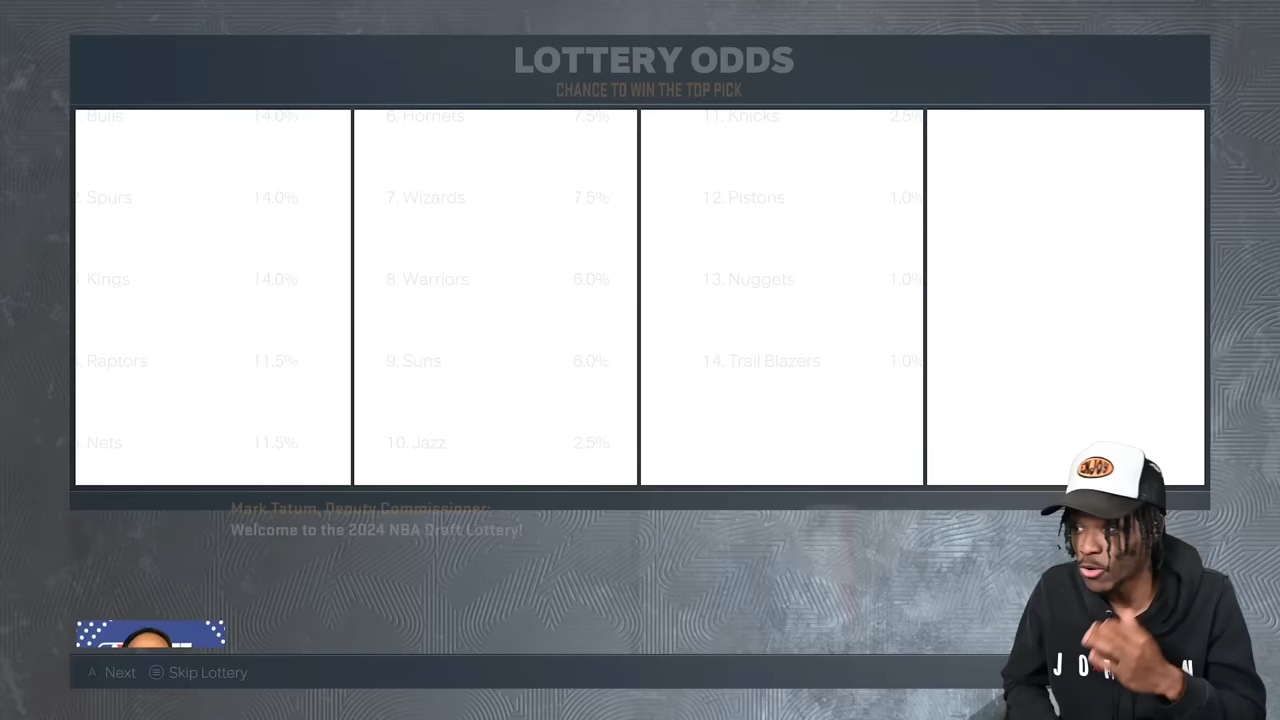 LOTTERY ODDS
CHANCE TO WIN THE TOP PICK
Bulls 14.0%
Spurs 14.0%
Kings 14.0%
Raptors 11.5%
Nets 11.5%
6. Hornets 7.5%
7. Wizards 7.5%
8. Warriors 6.0%
9. Suns 6.0%
10. Jazz 2.5%
11. Knicks 2.5%
12. Pistons 1.0%
13. Nuggets 1.0%
14. Trail Blazers 1.0%
Mark Tatum, Deputy Commissioner:
Welcome to the 2024 NBA Draft Lottery!
A Next Skip Lottery
ENJOY